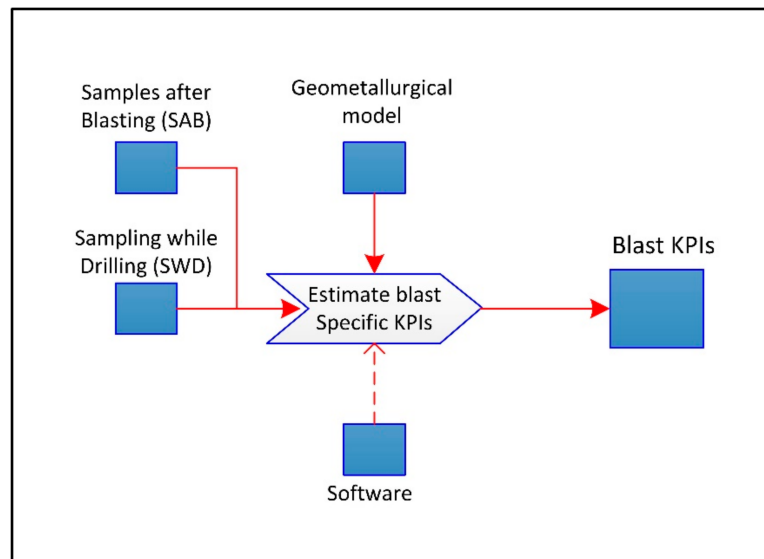 Samples after
Blasting (SAB)
Geometallurgical
model
Sampling while
Drilling (SWD)
Blast KPIs
Estimate blast
Specific KPIs
Software